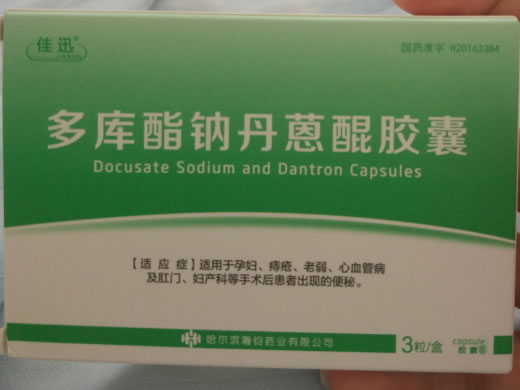 佳迅®
JIAXUN
国药准字 H20163384
多库酯钠丹蒽醌胶囊
Docusate Sodium and Dantron Capsules
【适应症】适用于孕妇、痔疮、老弱、心血管病
及肛门、妇产科等手术后患者出现的便秘。
哈尔滨瀚钧药业有限公司
3粒/盒
capsule
胶囊